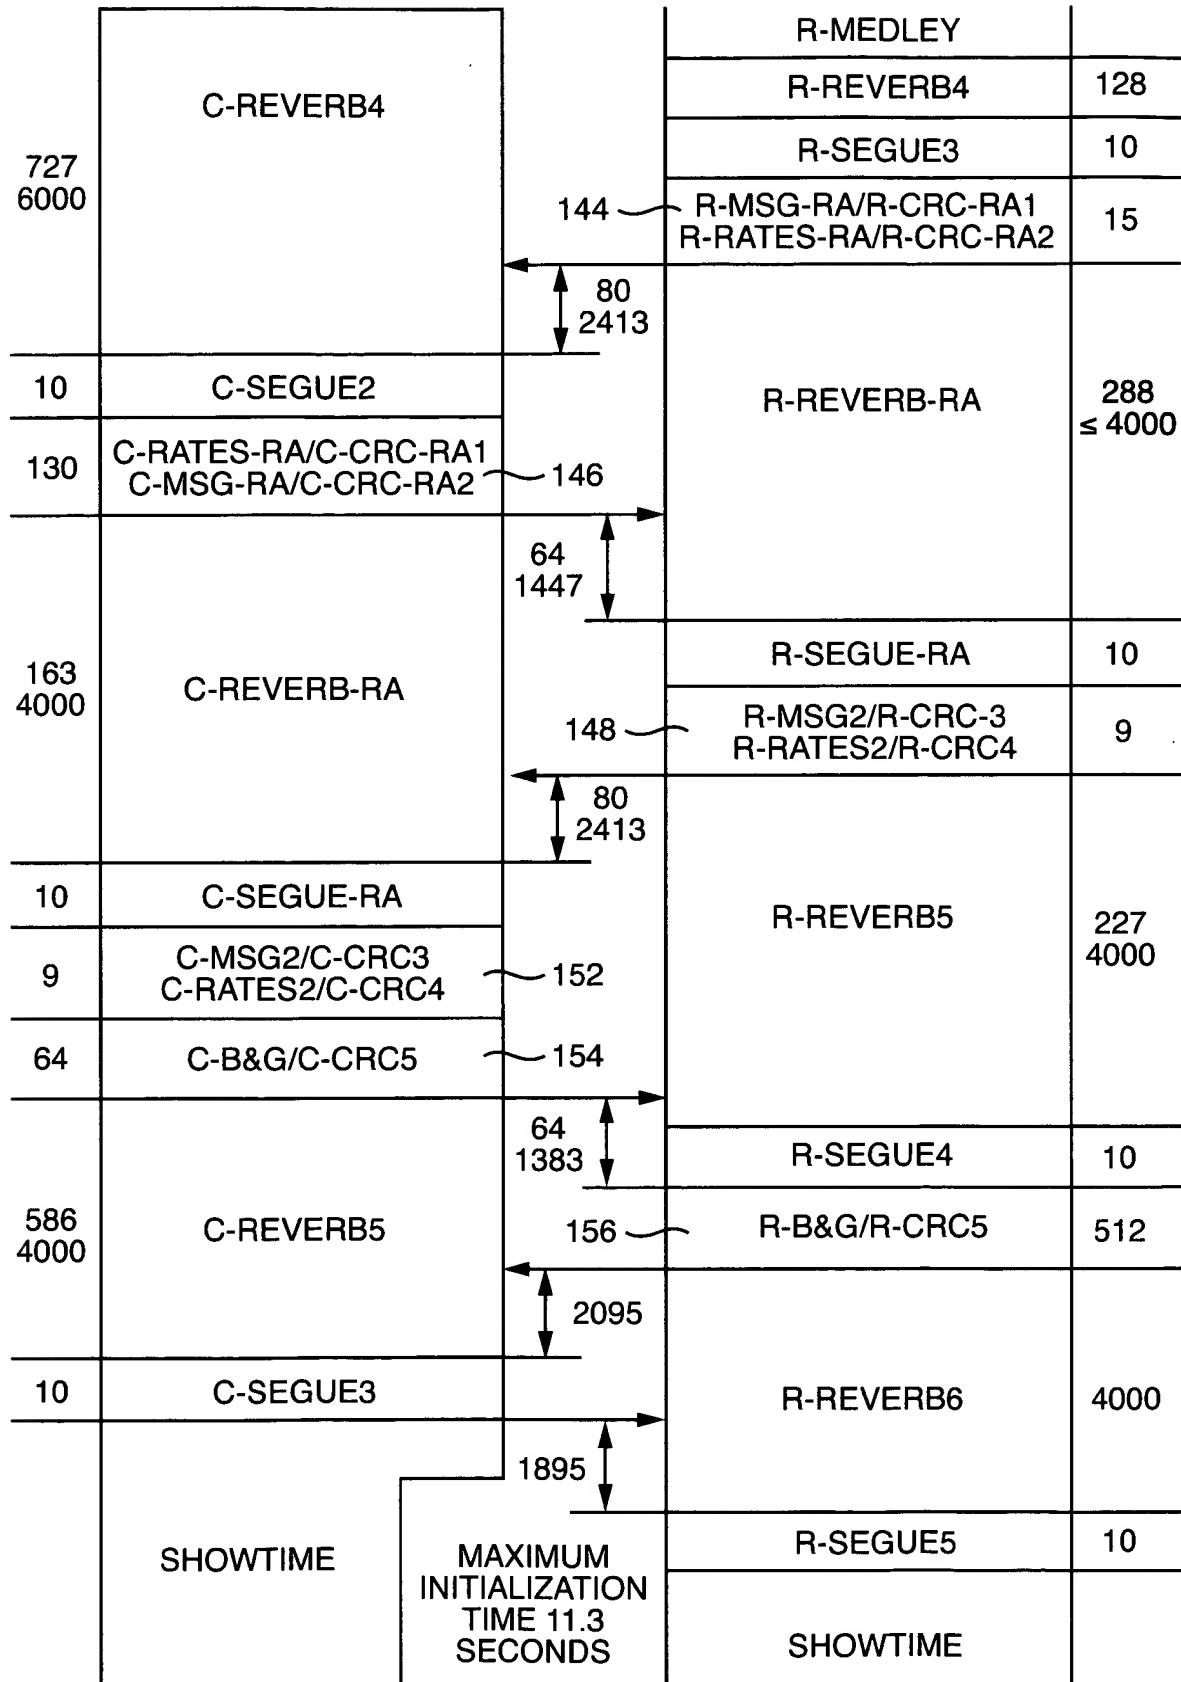 R-MEDLEY
C-REVERB4
R-REVERB4
128
R-SEGUE3
10
727
6000
144
R-MSG-RA/R-CRC-RA1
R-RATES-RA/R-CRC-RA2
15
80
2413
10
C-SEGUE2
R-REVERB-RA
288
≤ 4000
130
C-RATES-RA/C-CRC-RA1
C-MSG-RA/C-CRC-RA2
146
64
1447
163
4000
C-REVERB-RA
R-SEGUE-RA
10
148
R-MSG2/R-CRC-3
R-RATES2/R-CRC4
9
80
2413
10
C-SEGUE-RA
R-REVERB5
227
4000
9
C-MSG2/C-CRC3
C-RATES2/C-CRC4
152
64
C-B&G/C-CRC5
154
64
1383
R-SEGUE4
10
586
4000
C-REVERB5
156
R-B&G/R-CRC5
512
2095
10
C-SEGUE3
R-REVERB6
4000
1895
SHOWTIME
MAXIMUM
INITIALIZATION
TIME 11.3
SECONDS
R-SEGUE5
10
SHOWTIME